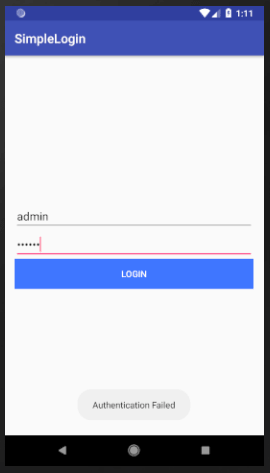 1:11
SimpleLogin
admin
••••••
LOGIN
Authentication Failed